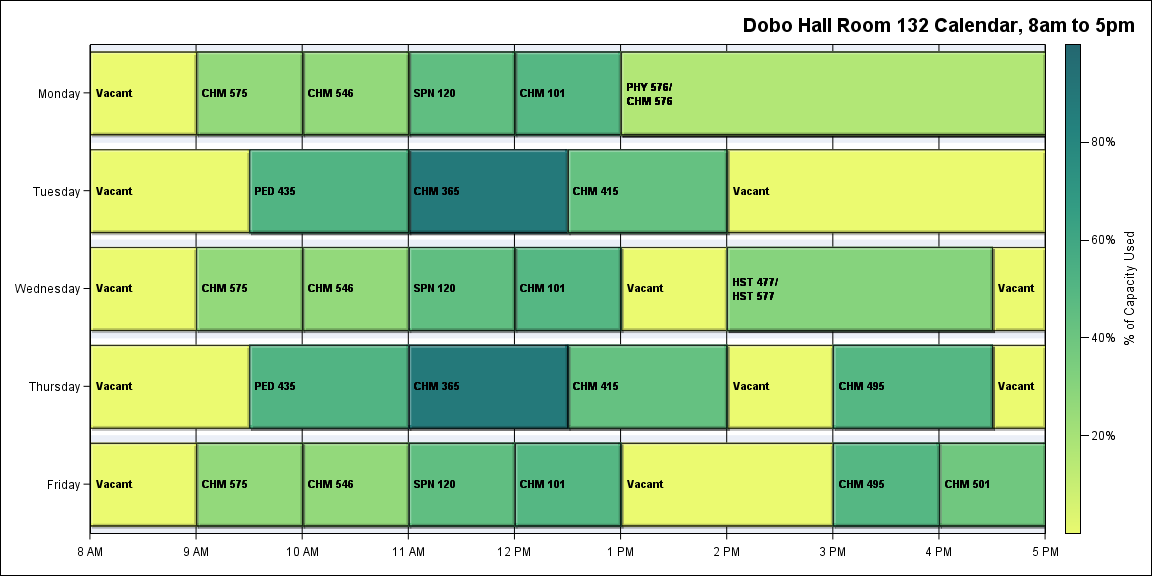 Dobo Hall Room 132 Calendar, 8am to 5pm
Monday
Vacant
CHM 575
CHM 546
SPN 120
CHM 101
PHY 576/
CHM 576
Tuesday
Vacant
PED 435
CHM 365
CHM 415
Vacant
Wednesday
Vacant
CHM 575
CHM 546
SPN 120
CHM 101
Vacant
HST 477/
HST 577
Vacant
Thursday
Vacant
PED 435
CHM 365
CHM 415
Vacant
CHM 495
Vacant
Friday
Vacant
CHM 575
CHM 546
SPN 120
CHM 101
Vacant
CHM 495
CHM 501
8 AM
9 AM
10 AM
11 AM
12 PM
1 PM
2 PM
3 PM
4 PM
5 PM
80%
60%
40%
20%
% of Capacity Used